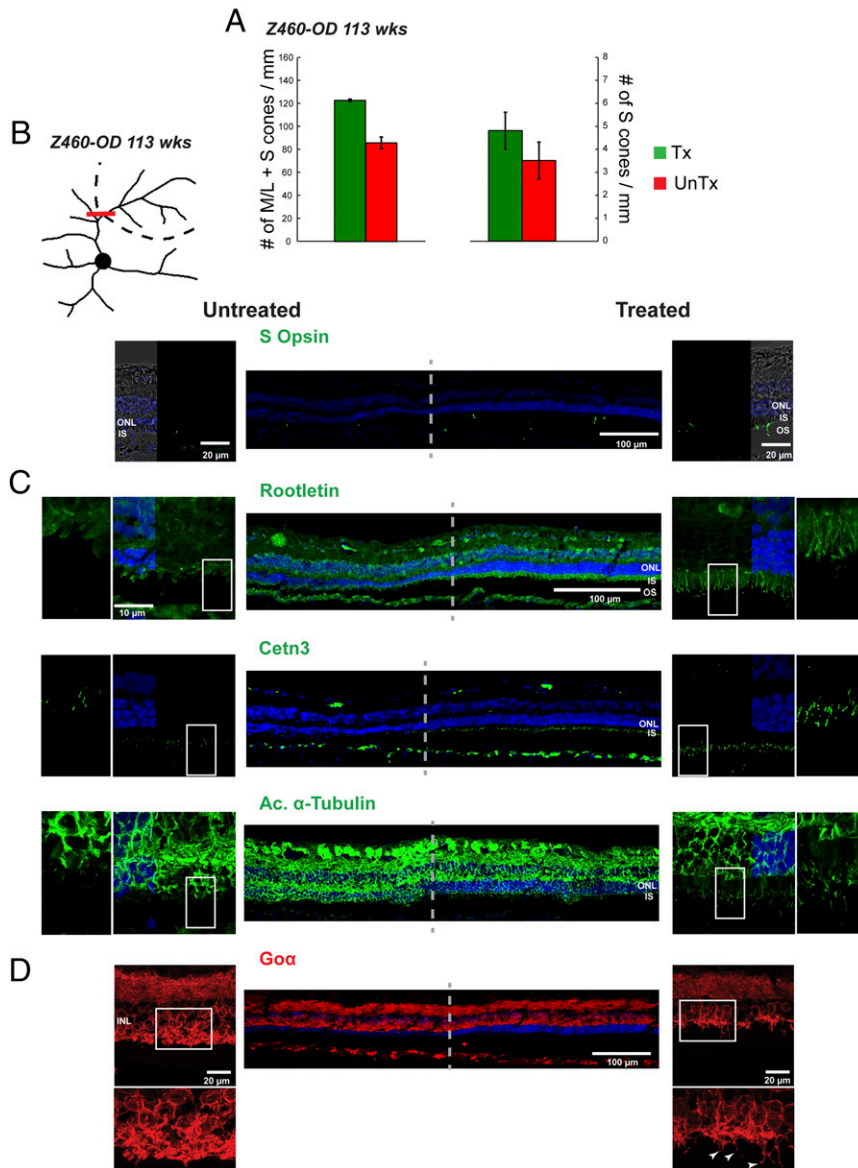 A
Z460-OD 113 wks
# of M/L + S cones / mm
160
140
120
100
80
60
40
20
0
8
7
6
5
4
3
2
1
0
# of S cones / mm
Tx
UnTx
B
Z460-OD 113 wks
Untreated
Treated
S Opsin
ONL
IS
20 µm
100 µm
ONL
IS
OS
20 µm
C
Rootletin
10 µm
ONL
IS
OS
100 µm
Cetn3
ONL
IS
Ac. α-Tubulin
ONL
IS
D
Goα
INL
20 µm
100 µm
20 µm